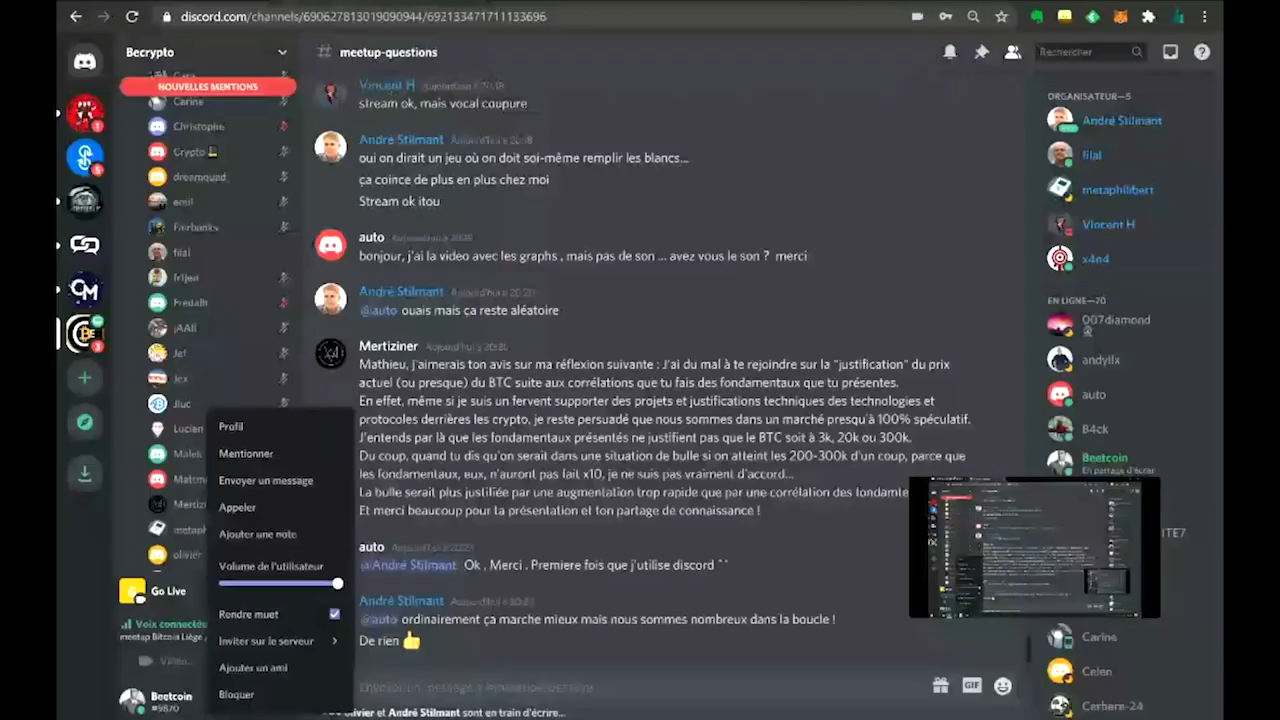 discord.com/channels/690627813019090944/692133471711133696
Becrypto
NOUVELLES MENTIONS
Carine
Christophe
Crypto
dreamquad
emil
Fairbanks
filal
Fredalh
jAAli
Jef
Jex
Jluc
Lucien
Malek
Go Live
Voix connectée
meetup Bitcoin Liège
Beetcoin
#9870
Profil
Mentionner
Envoyer un message
Appeler
Ajouter une note
Volume de l'utilisateur
Rendre muet
Inviter sur le serveur
Ajouter un ami
Bloquer
# meetup-questions
Vincent H
stream ok, mais vocal coupure
André Stilmant
oui on dirait un jeu où on doit soi-même remplir les blancs...
ça coince de plus en plus chez moi
Stream ok itou
auto
bonjour, j'ai la video avec les graphs , mais pas de son ... avez vous le son ? merci
André Stilmant
@auto ouais mais ça reste aléatoire
Mertiziner
Mathieu, j'aimerais ton avis sur ma réflexion suivante : J'ai du mal à te rejoindre sur la "justification" du prix
actuel (ou presque) du BTC suite aux corrélations que tu fais des fondamentaux que tu présentes.
Et effet, même si je suis un fervent supporter des projets et justifications techniques des technologies et
protocoles derrières les crypto, je reste persuadé que nous sommes dans un marché presqu'à 100% spéculatif.
J'entends par là que les fondamentaux présentés ne justifient pas que le BTC soit à 3k, 20k ou 300k.
Du coup, quand tu dis qu'on serait dans une situation de bulle si on atteint les 200-300k d'un coup, parce que
les fondamentaux, eux, n'auront pas fait x10, je ne suis pas vraiment d'accord...
La bulle serait plus justifiée par une augmentation trop rapide que par une corrélation des
Et merci beaucoup pour ta présentation et ton partage de connaissance !
auto
André Stilmant Ok , Merci . Premiere fois que j'utilise discord ^^
André Stilmant
@auto ordinairement ça marche mieux mais nous sommes nombreux dans la boucle !
De rien
olivier et André Stilmant sont en train d'écrire...
GIF
Rechercher
ORGANISATEUR—5
André Stilmant
filal
metaphilibert
Vincent H
x4n4
EN LIGNE—70
007diamond
andyllx
auto
B4ck
Beetcoin
En partage d'écran
ITE7
Carine
Celen
Cerbere-24